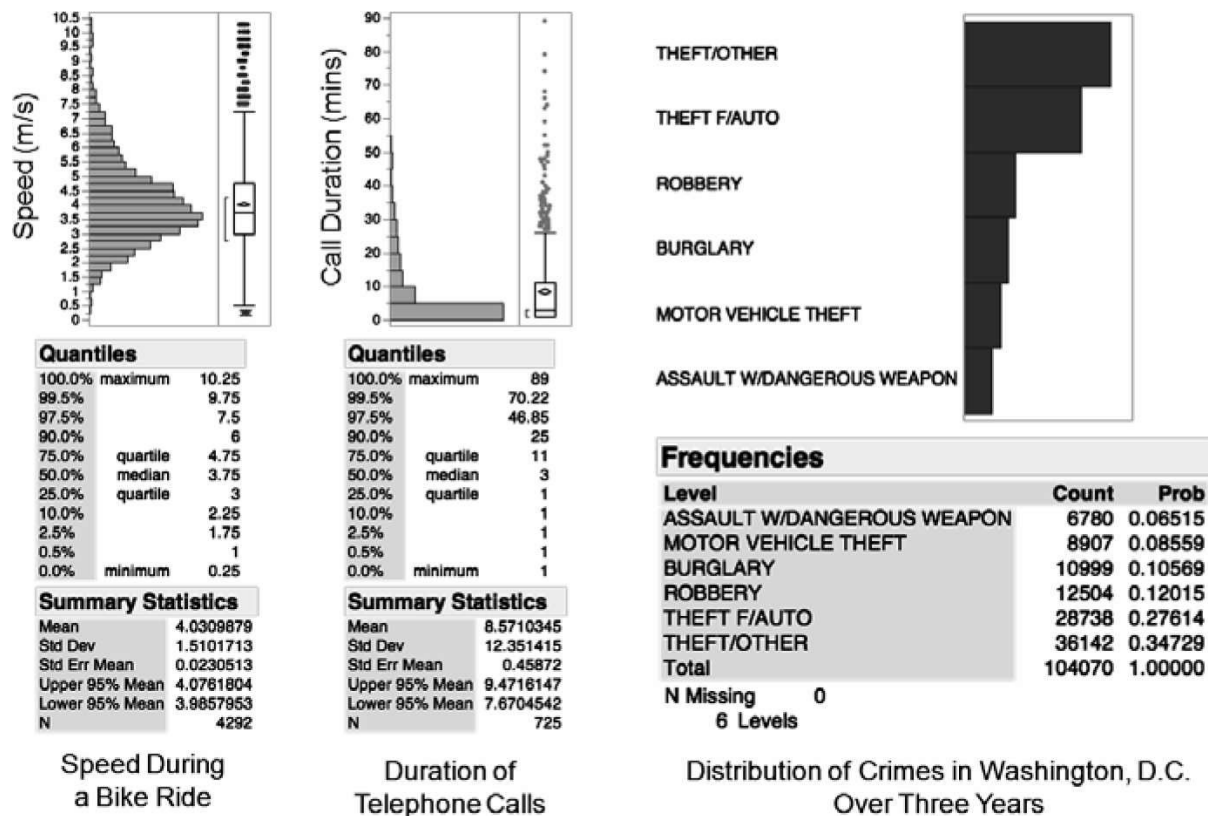 Speed (m/s)
10.5
10
9.5
9
8.5
8
7.5
7
6.5
6
5.5
5
4.5
4
3.5
3
2.5
2
1.5
1
0.5
0
Quantiles
100.0% maximum 10.25
99.5% 9.75
97.5% 7.5
90.0% 6
75.0% quartile 4.75
50.0% median 3.75
25.0% quartile 3
10.0% 2.25
2.5% 1.75
0.5% 1
0.0% minimum 0.25
Summary Statistics
Mean 4.0309879
Std Dev 1.5101713
Std Err Mean 0.0230513
Upper 95% Mean 4.0761804
Lower 95% Mean 3.9857953
N 4292
Speed During
a Bike Ride
Call Duration (mins)
90
80
70
60
50
40
30
20
10
0
Quantiles
100.0% maximum 89
99.5% 70.22
97.5% 46.85
90.0% 25
75.0% quartile 11
50.0% median 3
25.0% quartile 1
10.0% 1
2.5% 1
0.5% 1
0.0% minimum 1
Summary Statistics
Mean 8.5710345
Std Dev 12.351415
Std Err Mean 0.45872
Upper 95% Mean 9.4716147
Lower 95% Mean 7.6704542
N 725
Duration of
Telephone Calls
THEFT/OTHER
THEFT F/AUTO
ROBBERY
BURGLARY
MOTOR VEHICLE THEFT
ASSAULT W/DANGEROUS WEAPON
Frequencies
Level Count Prob
ASSAULT W/DANGEROUS WEAPON 6780 0.06515
MOTOR VEHICLE THEFT 8907 0.08559
BURGLARY 10999 0.10569
ROBBERY 12504 0.12015
THEFT F/AUTO 28738 0.27614
THEFT/OTHER 36142 0.34729
Total 104070 1.00000
N Missing 0
6 Levels
Distribution of Crimes in Washington, D.C.
Over Three Years